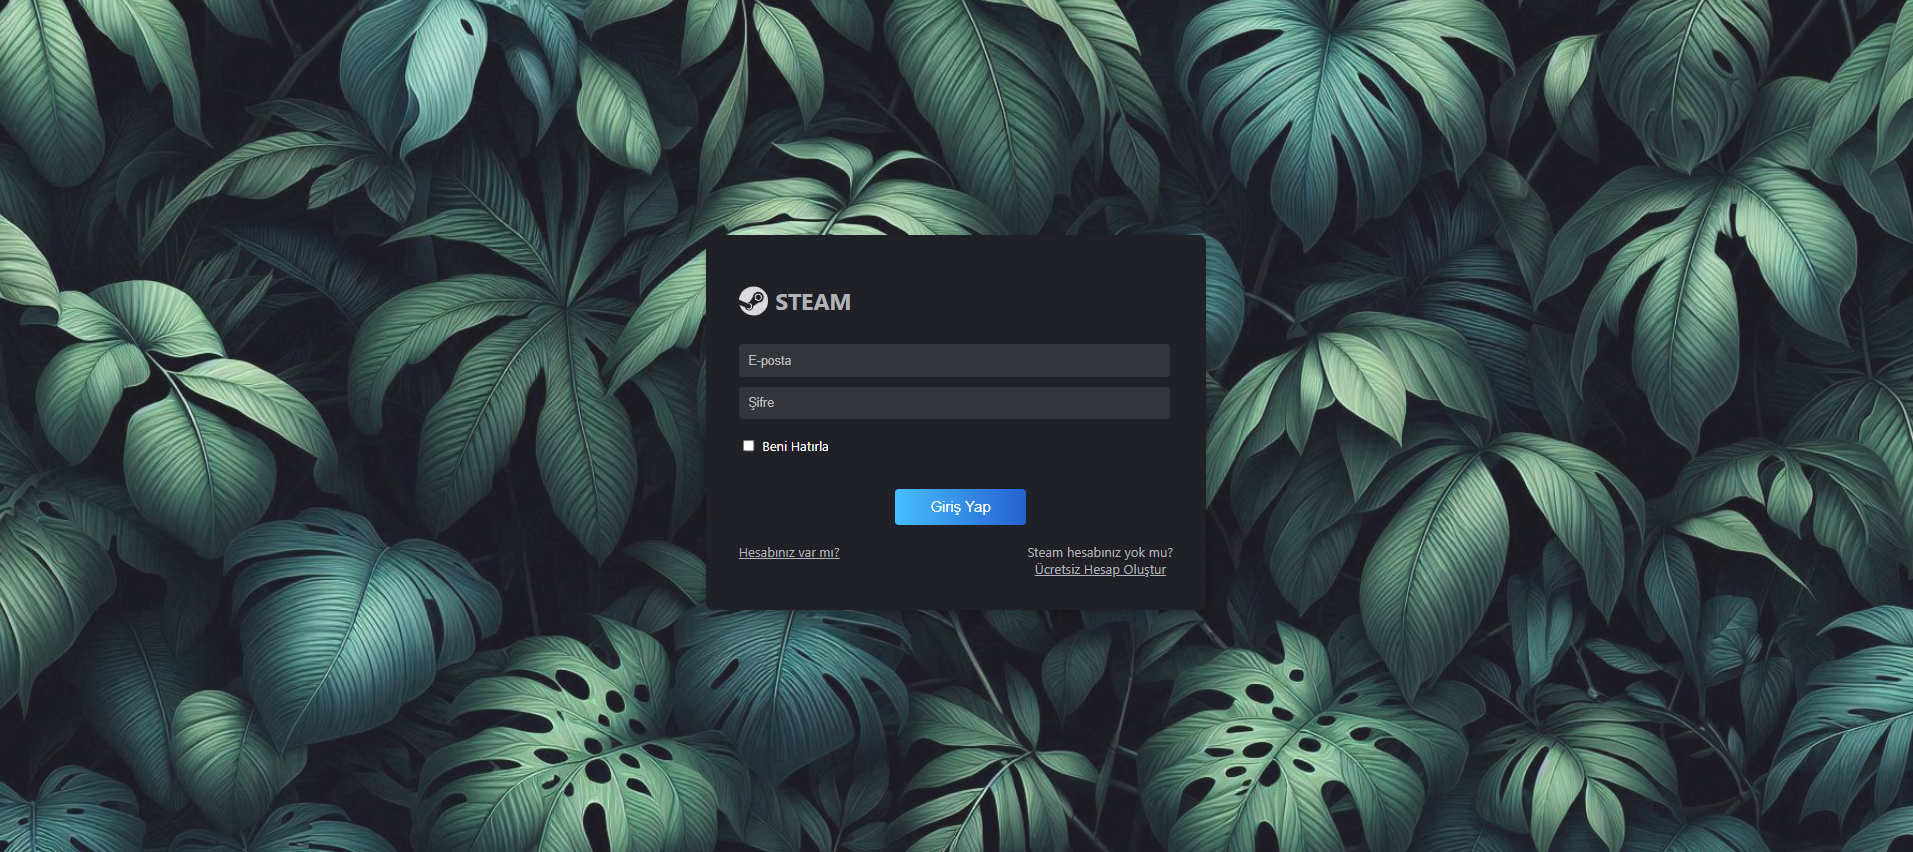 STEAM
E-posta
Şifre
Beni Hatırla
Giriş Yap
Hesabınız var mı?
Steam hesabınız yok mu?
Ücretsiz Hesap Oluştur